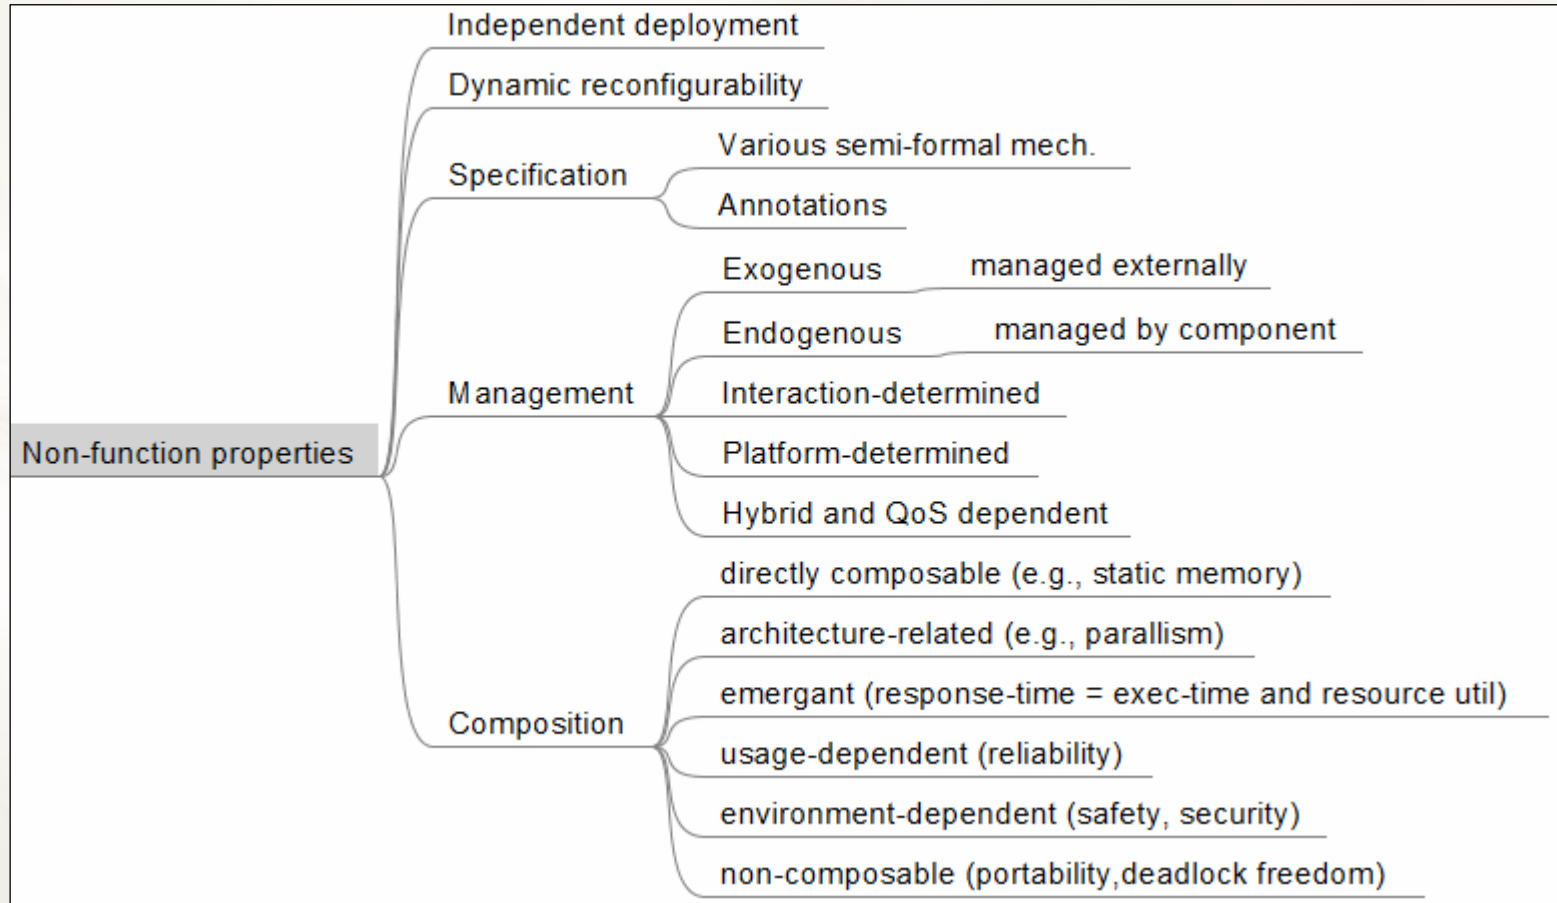 Independent deployment
Dynamic reconfigurability
Various semi-formal mech.
Specification
Annotations
Exogenous
managed externally
Endogenous
managed by component
Management
Interaction-determined
Non-function properties
Platform-determined
Hybrid and QoS dependent
directly composable (e.g., static memory)
architecture-related (e.g., parallism)
emergant (response-time = exec-time and resource util)
Composition
usage-dependent (reliability)
environment-dependent (safety, security)
non-composable (portability,deadlock freedom)